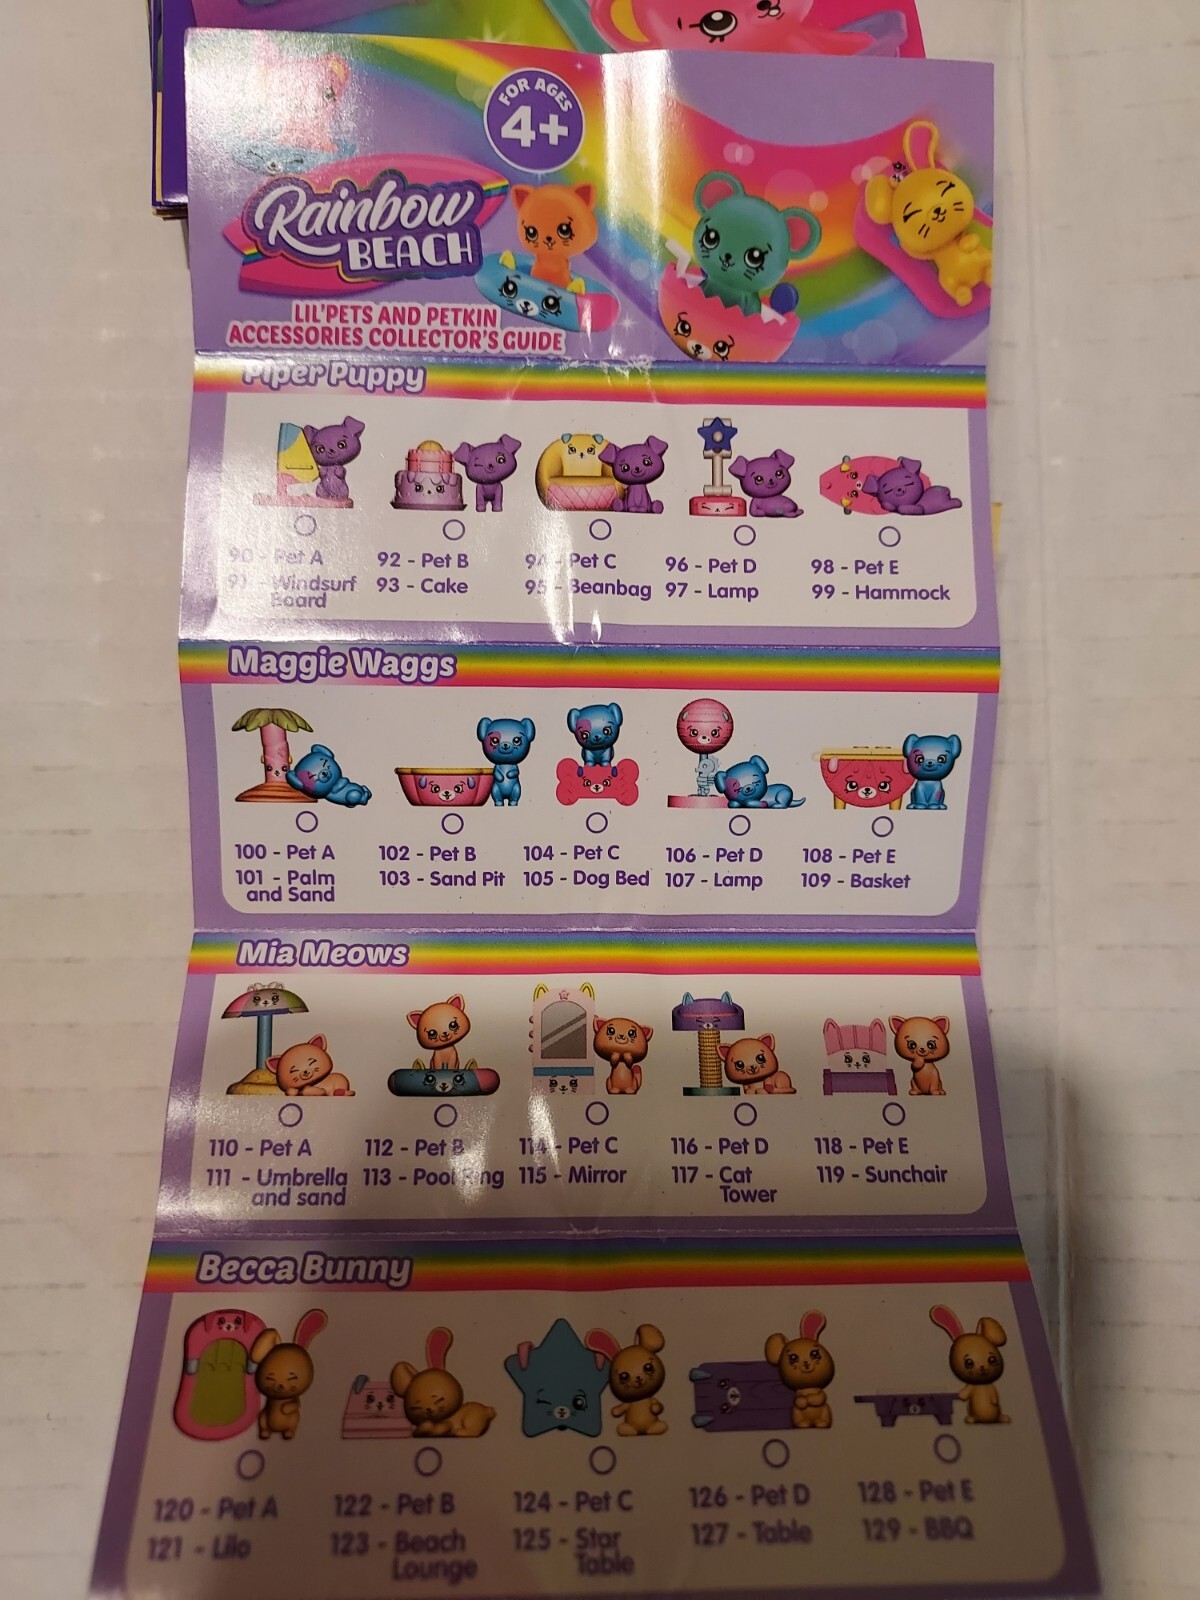 FOR AGES
4+
Rainbow
BEACH
LIL'PETS AND PETKIN
ACCESSORIES COLLECTOR'S GUIDE
Piper Puppy
90 - Pet A
91 - Windsurf
Board
92 - Pet B
93 - Cake
94 - Pet C
95 - Beanbag
96 - Pet D
97 - Lamp
98 - Pet E
99 - Hammock
Maggie Waggs
100 - Pet A
101 - Palm
and Sand
102 - Pet B
103 - Sand Pit
104 - Pet C
105 - Dog Bed
106 - Pet D
107 - Lamp
108 - Pet E
109 - Basket
Mia Meows
110 - Pet A
111 - Umbrella
and sand
112 - Pet B
113 - Pool Ring
114 - Pet C
115 - Mirror
116 - Pet D
117 - Cat
Tower
118 - Pet E
119 - Sunchair
Becca Bunny
120 - Pet A
121 - Lilo
122 - Pet B
123 - Beach
Lounge
124 - Pet C
125 - Star
Table
126 - Pet D
127 - Table
128 - Pet E
129 - BBQ